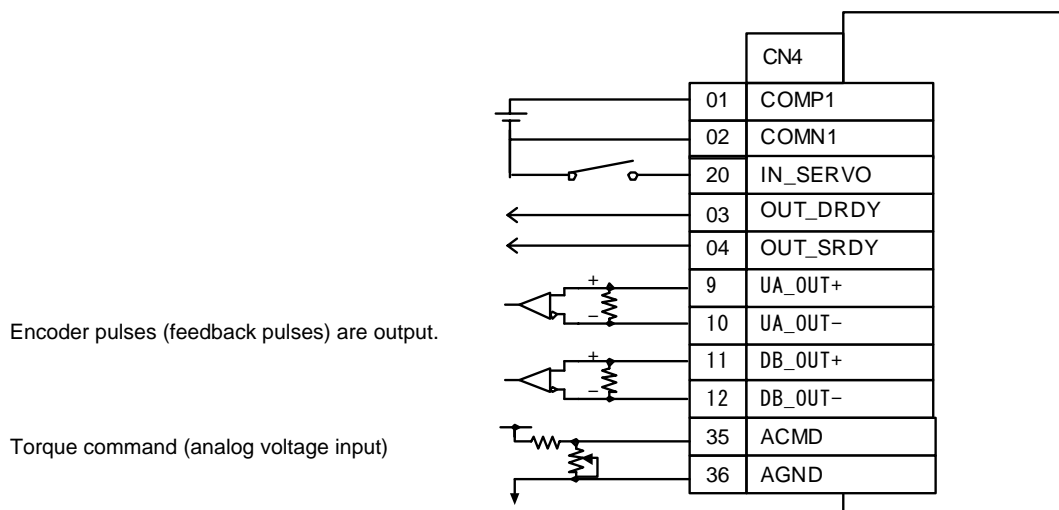 CN4
01 COMP1
02 COMN1
20 IN_SERVO
03 OUT_DRDY
04 OUT_SRDY
+ 9 UA_OUT+
Encoder pulses (feedback pulses) are output.
− 10 UA_OUT-
+ 11 DB_OUT+
− 12 DB_OUT-
Torque command (analog voltage input)
35 ACMD
36 AGND